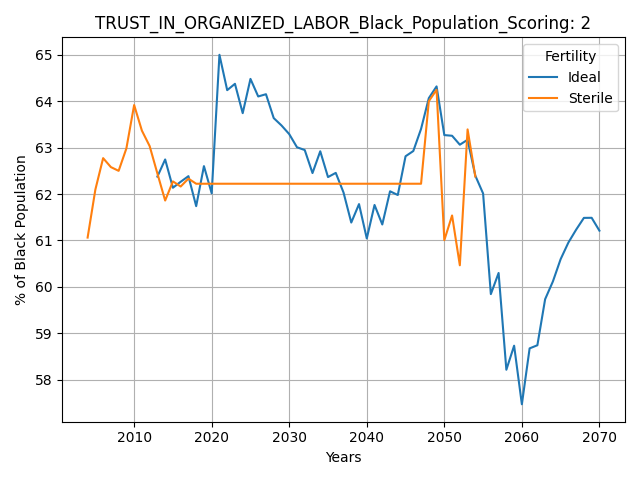 TRUST_IN_ORGANIZED_LABOR_Black_Population_Scoring: 2
Fertility
Ideal
Sterile
% of Black Population
65
64
63
62
61
60
59
58
2010
2020
2030
2040
2050
2060
2070
Years